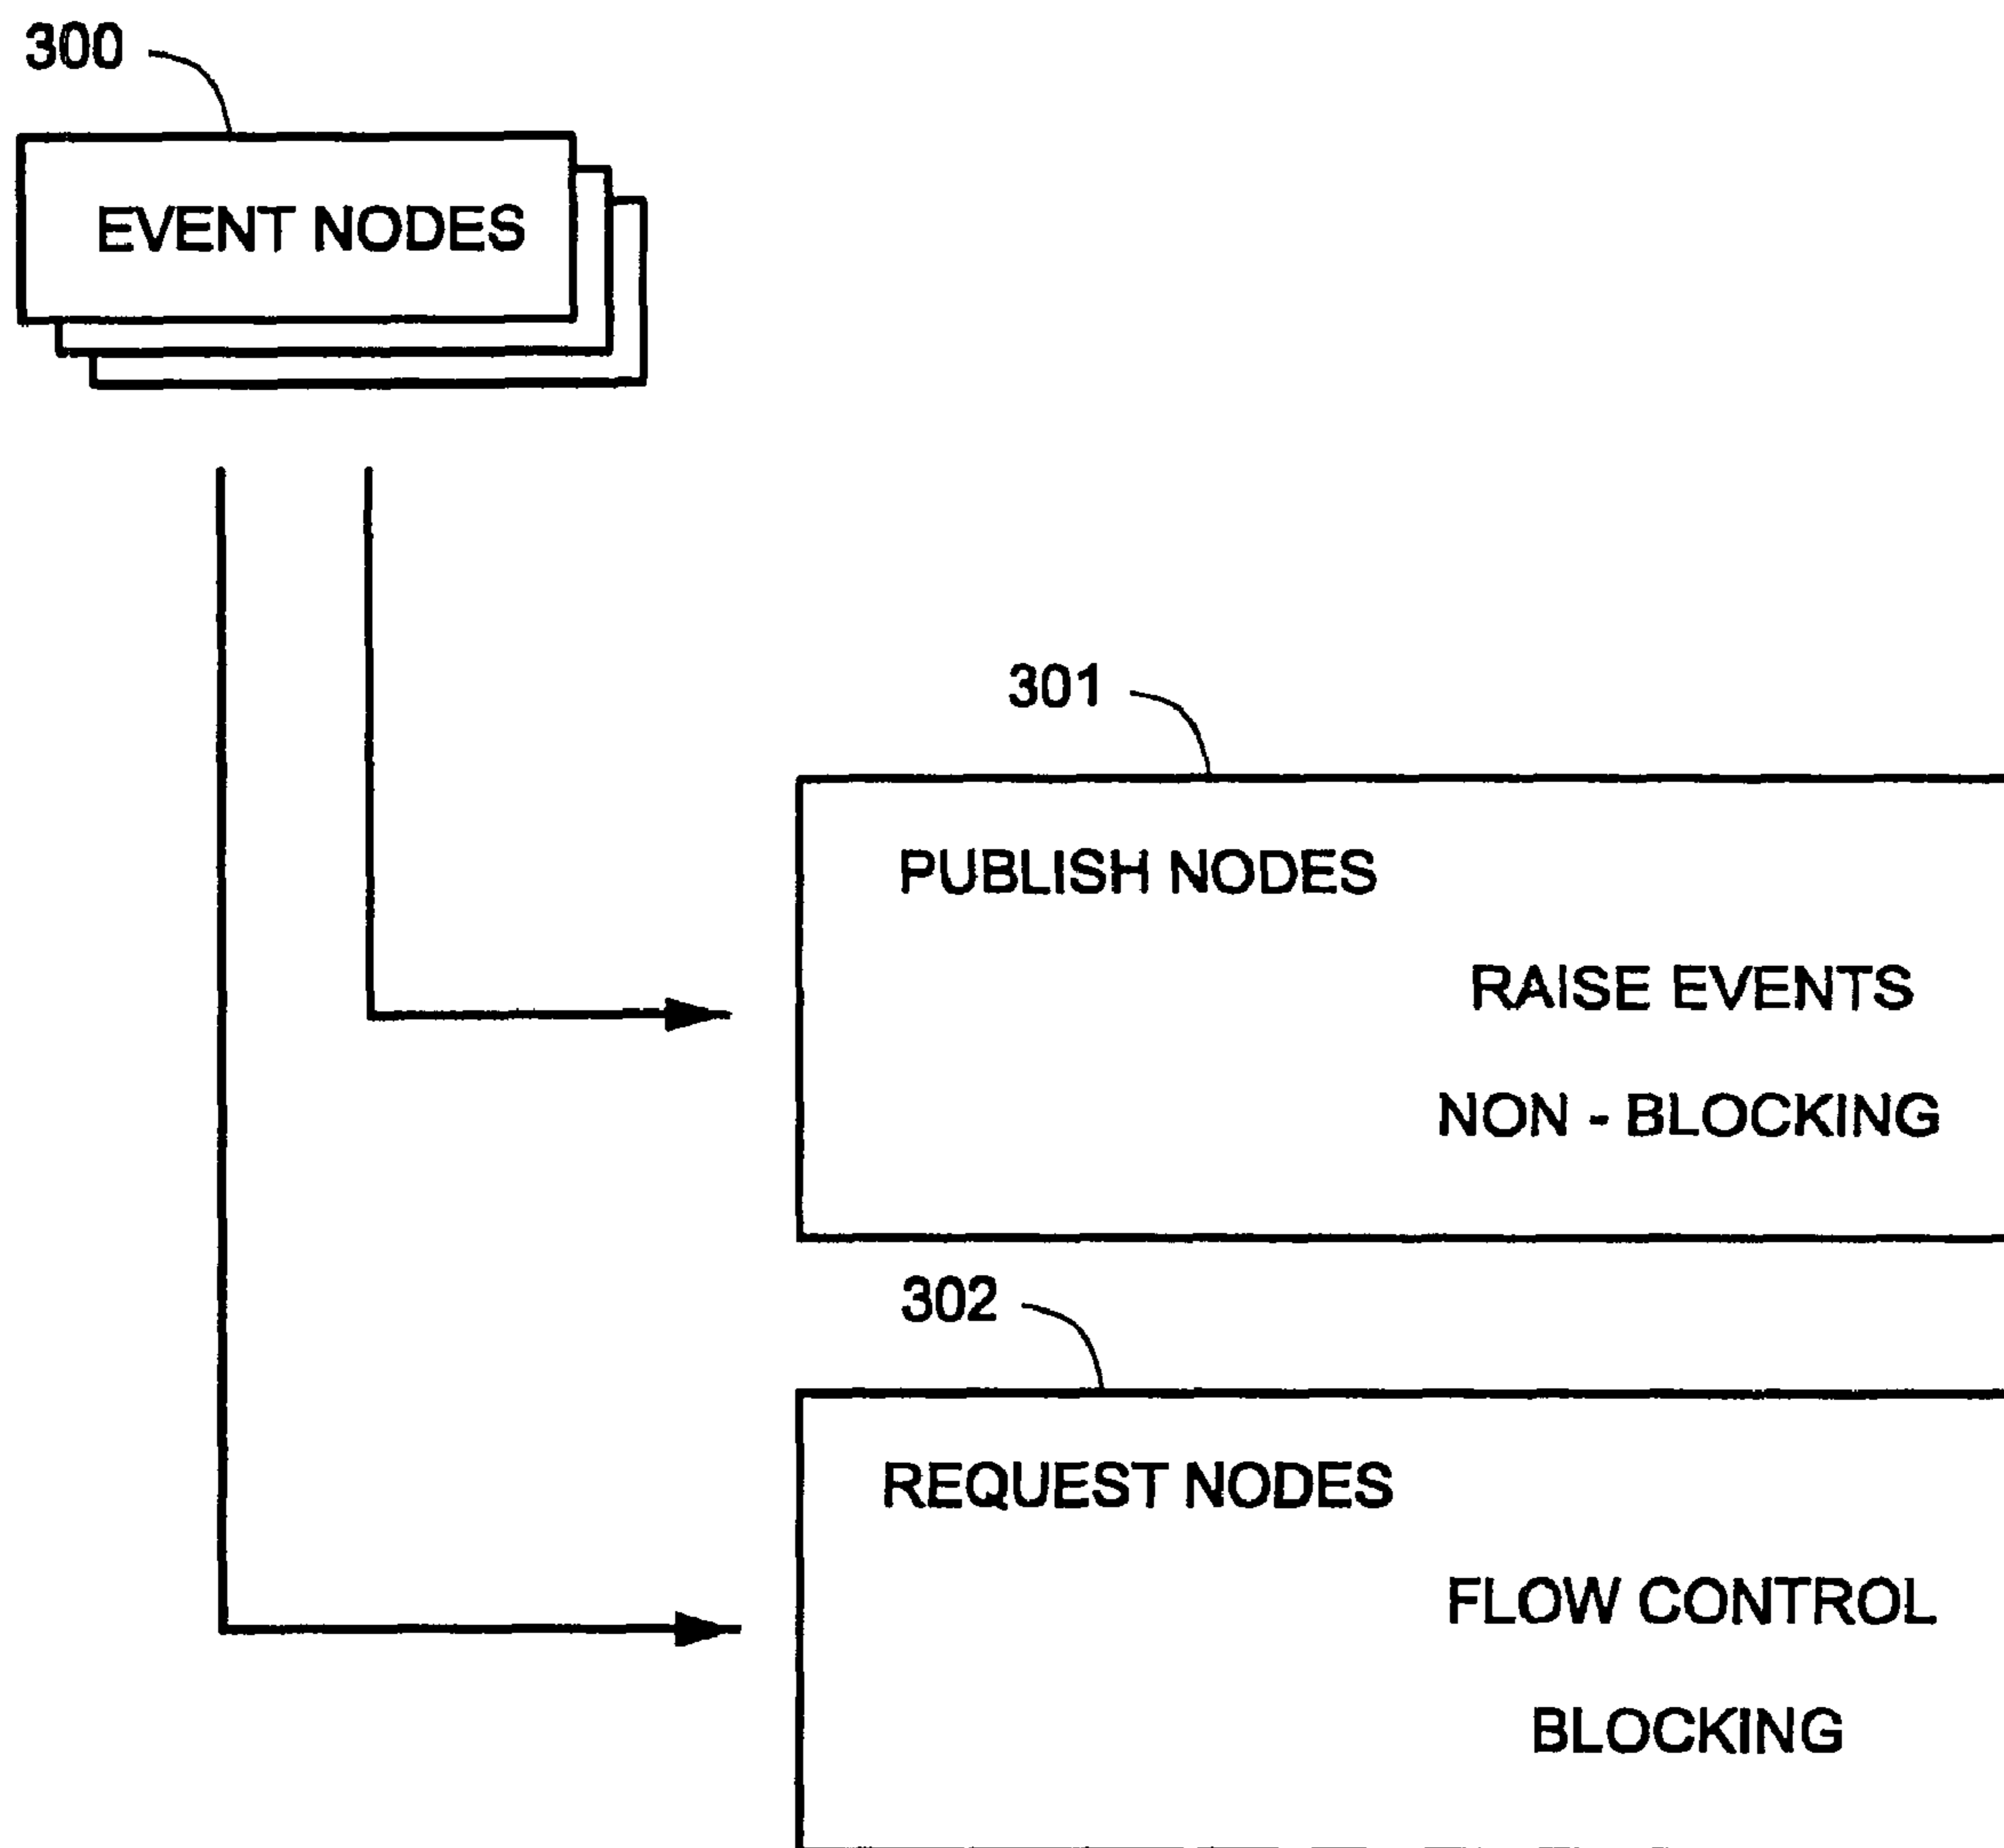 300
EVENT NODES
301
PUBLISH NODES
RAISE EVENTS
NON - BLOCKING
302
REQUEST NODES
FLOW CONTROL
BLOCKING